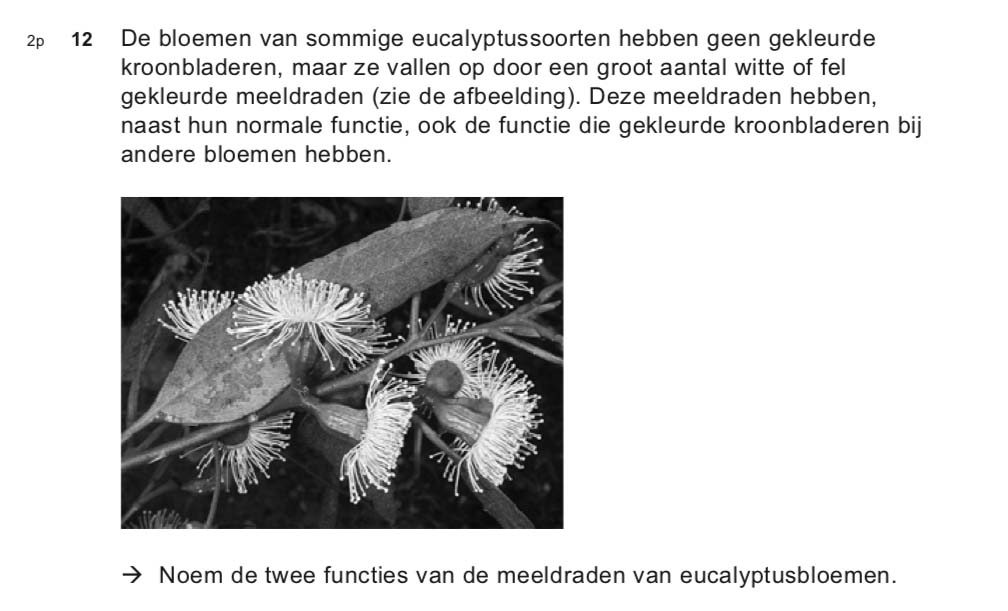 2p 12 De bloemen van sommige eucalyptussoorten hebben geen gekleurde
kroonbladeren, maar ze vallen op door een groot aantal witte of fel
gekleurde meeldraden (zie de afbeelding). Deze meeldraden hebben,
naast hun normale functie, ook de functie die gekleurde kroonbladeren bij
andere bloemen hebben.
→ Noem de twee functies van de meeldraden van eucalyptusbloemen.